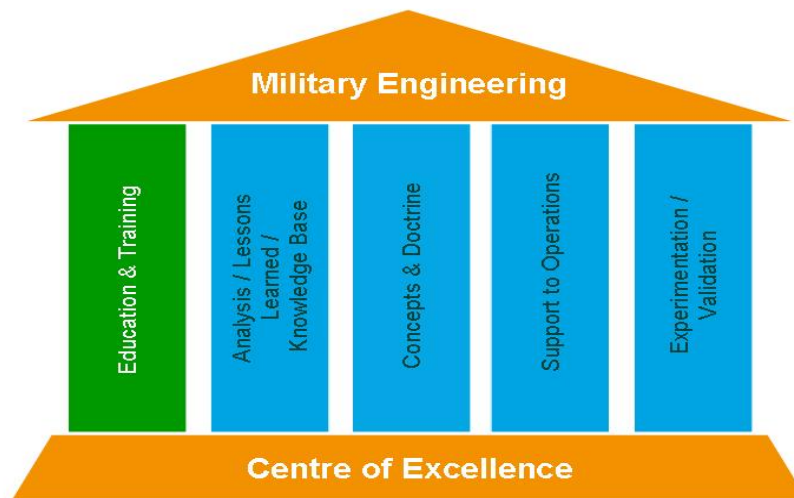 Military Engineering
Education & Training
Analysis / Lessons
Learned /
Knowledge Base
Concepts & Doctrine
Support to Operations
Experimentation /
Validation
Centre of Excellence